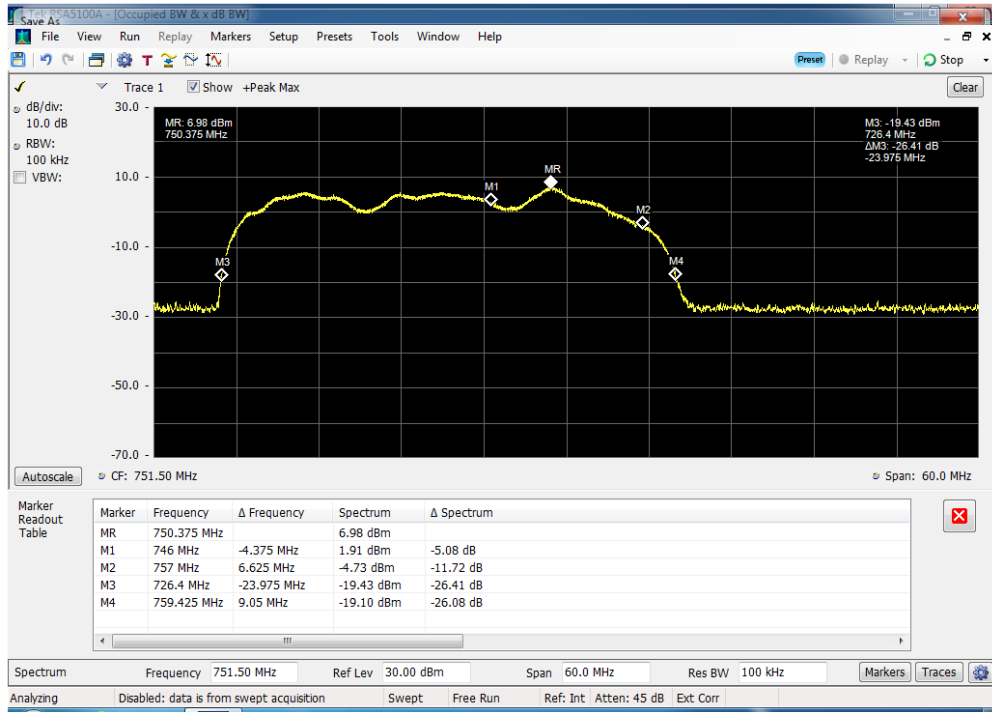 Tek RSA5100A - [Occupied BW & x dB BW]
Save As
File View Run Replay Markers Setup Presets Tools Window Help
T Preset Replay Stop
Trace 1 Show +Peak Max Clear
dB/div:
10.0 dB
RBW:
100 kHz
VBW:
30.0
10.0
-10.0
-30.0
-50.0
-70.0
MR: 6.98 dBm
750.375 MHz
M3: -19.43 dBm
726.4 MHz
ΔM3: -26.41 dB
-23.975 MHz
MR
M1
M2
M3
M4
Autoscale CF: 751.50 MHz Span: 60.0 MHz
Marker
Readout
Table
Marker Frequency Δ Frequency Spectrum Δ Spectrum
MR 750.375 MHz 6.98 dBm
M1 746 MHz -4.375 MHz 1.91 dBm -5.08 dB
M2 757 MHz 6.625 MHz -4.73 dBm -11.72 dB
M3 726.4 MHz -23.975 MHz -19.43 dBm -26.41 dB
M4 759.425 MHz 9.05 MHz -19.10 dBm -26.08 dB
Spectrum Frequency 751.50 MHz Ref Lev 30.00 dBm Span 60.0 MHz Res BW 100 kHz Markers Traces
Analyzing Disabled: data is from swept acquisition Swept Free Run Ref: Int Atten: 45 dB Ext Corr